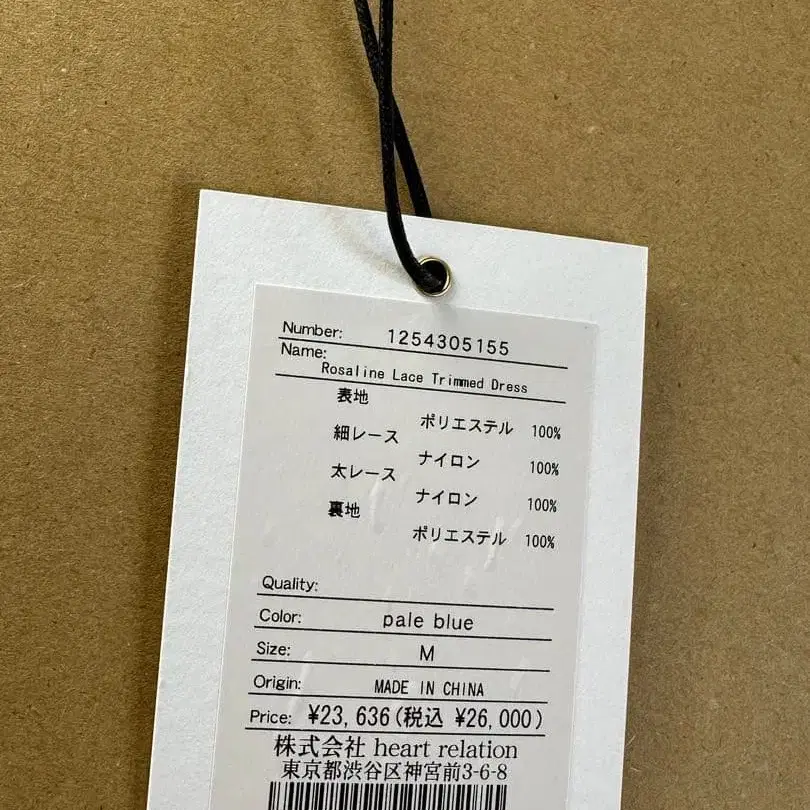 Number: 1254305155
Name:
Rosaline Lace Trimmed Dress
表地
ポリエステル 100%
細レース
ナイロン 100%
太レース
ナイロン 100%
裏地
ポリエステル 100%
Quality:
Color: pale blue
Size: M
Origin: MADE IN CHINA
Price: ¥23,636(税込 ¥26,000)
株式会社 heart relation
東京都渋谷区神宮前3-6-8